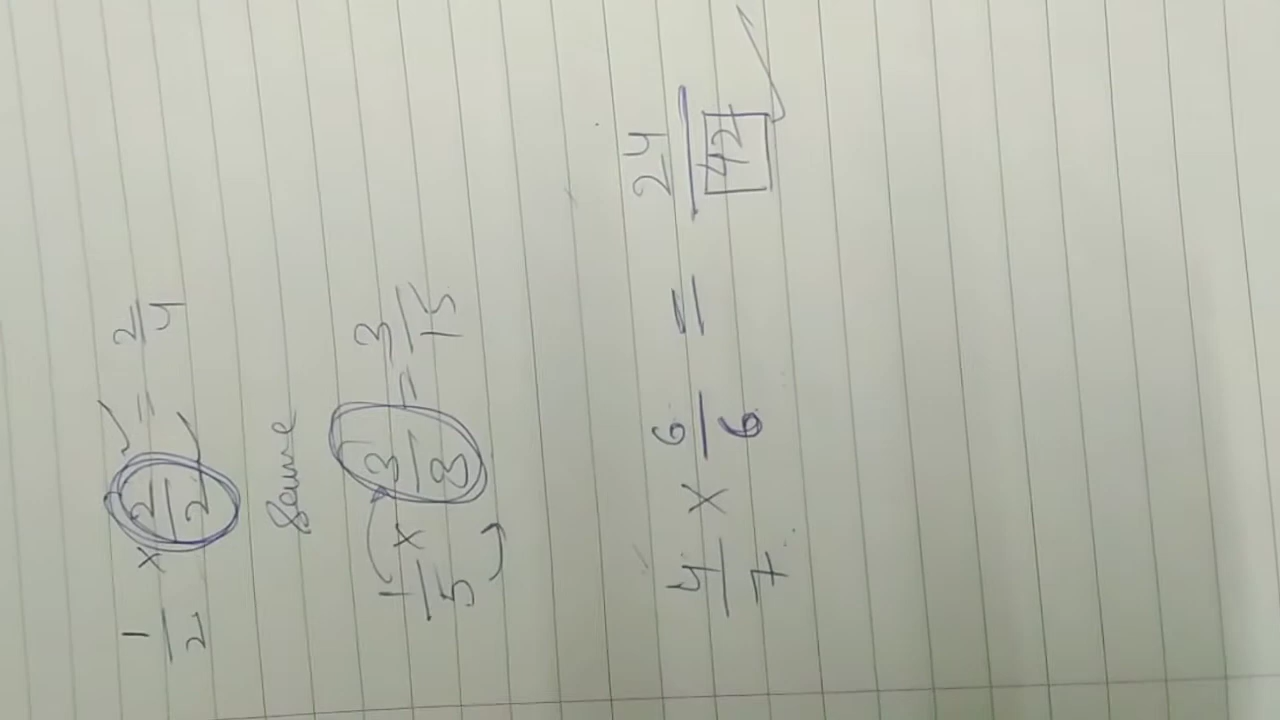 1/2 × 2/2 = 2/4
Same
1/5 × 3/3 = 3/15
4/7 × 6/6 = 24/42